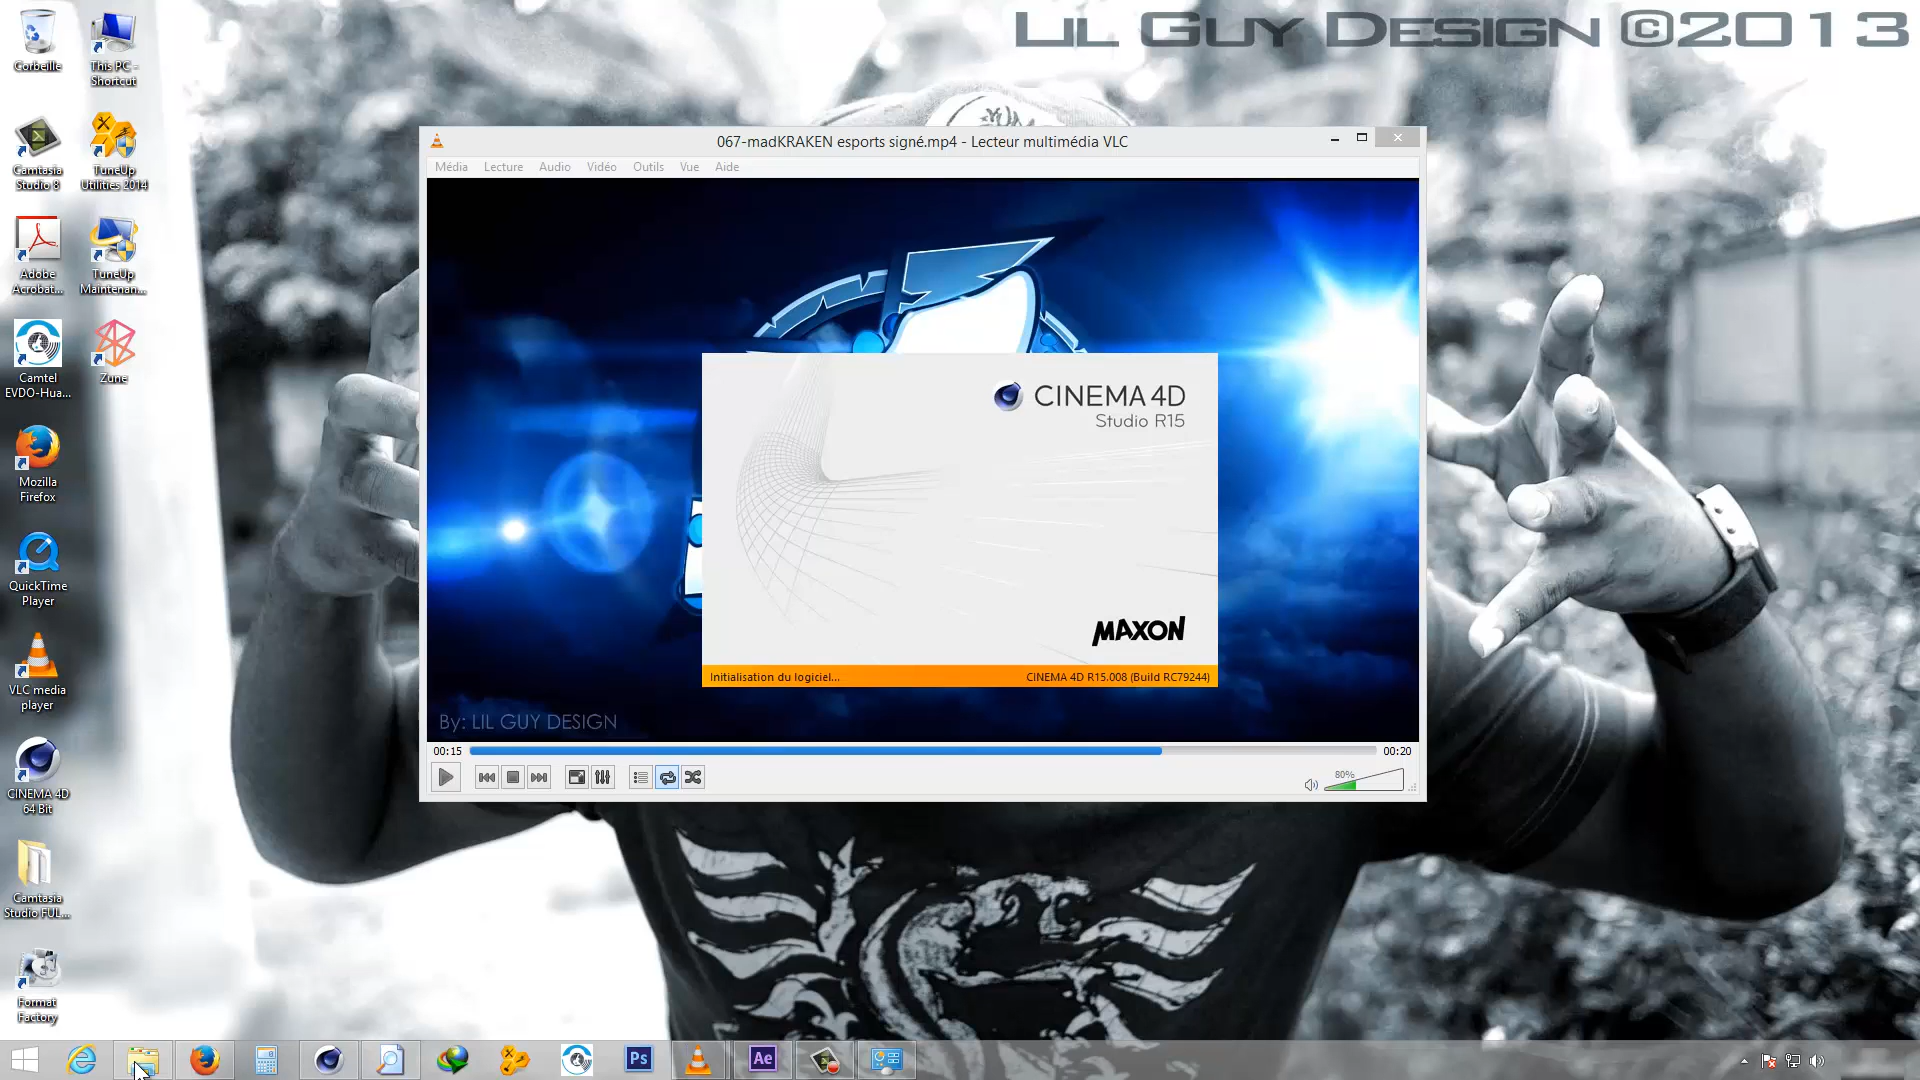 LIL GUY DESIGN ©2013
Corbeille
This PC -
Shortcut
Camtasia
Studio 8
TuneUp
Utilities 2014
Adobe
Acrobat...
TuneUp
Maintenan...
Camtel
EVDO-Hua...
Zune
Mozilla
Firefox
QuickTime
Player
VLC media
player
CINEMA 4D
64 Bit
Camtasia
Studio FUL...
Format
Factory
067-madKRAKEN esports signé.mp4 - Lecteur multimédia VLC
Média Lecture Audio Vidéo Outils Vue Aide
CINEMA 4D
Studio R15
MAXON
Initialisation du logiciel... CINEMA 4D R15.008 (Build RC79244)
By: LIL GUY DESIGN
00:15 00:20
80%
Ps Ae